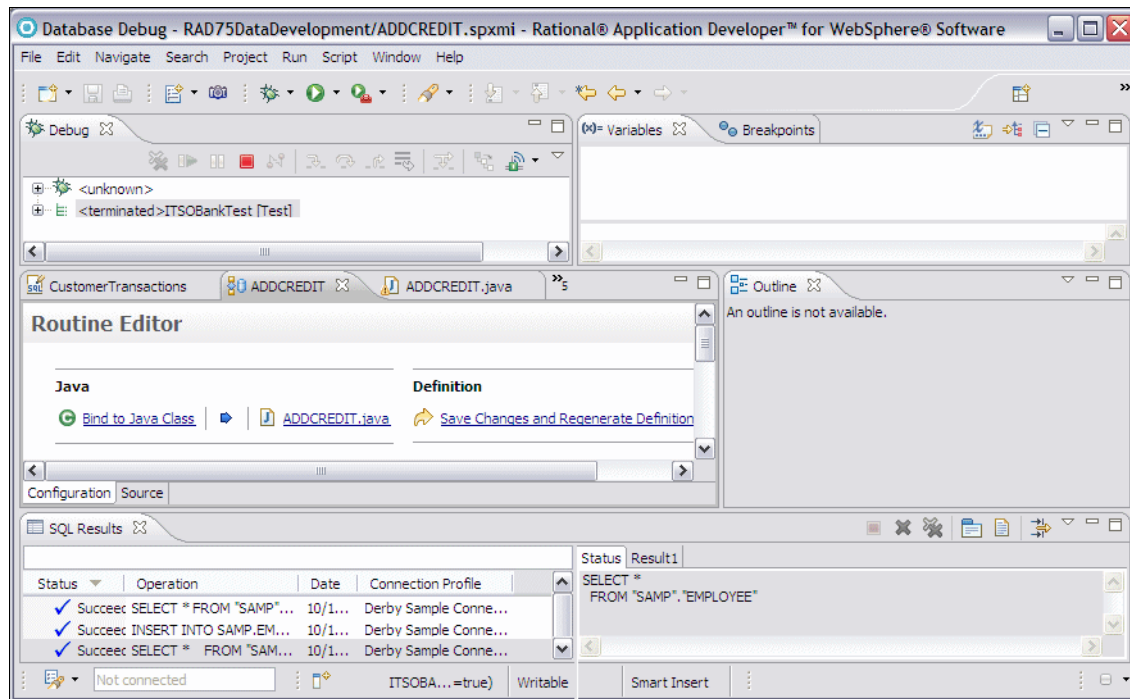 Database Debug - RAD75DataDevelopment/ADDCREDIT.spxmi - Rational® Application Developer™ for WebSphere® Software
File Edit Navigate Search Project Run Script Window Help
Debug
(x)= Variables Breakpoints
<unknown>
<terminated>ITSOBankTest [Test]
CustomerTransactions ADDCREDIT ADDCREDIT.java »5
Outline
An outline is not available.
Routine Editor
Java Definition
Bind to Java Class ADDCREDIT.java Save Changes and Regenerate Definition
Configuration Source
SQL Results
Status Result1
Status Operation Date Connection Profile
SELECT *
FROM "SAMP"."EMPLOYEE"
Succeec SELECT * FROM "SAMP"... 10/1... Derby Sample Conne...
Succeec INSERT INTO SAMP.EM... 10/1... Derby Sample Conne...
Succeec SELECT * FROM "SAM... 10/1... Derby Sample Conne...
Not connected ITSOBA...=true) Writable Smart Insert